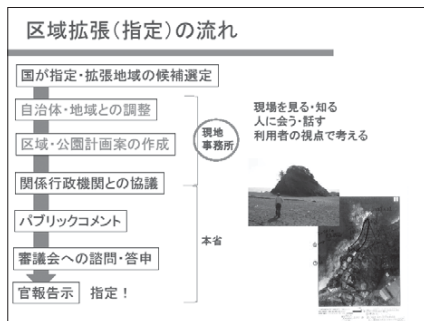 区域拡張(指定)の流れ
国が指定・拡張地域の候補選定
自治体・地域との調整
区域・公園計画案の作成
関係行政機関との協議
パブリックコメント
審議会への諮問・答申
官報告示 指定!
現地
事務所
本省
現場を見る・知る
人に会う・話す
利用者の視点で考える